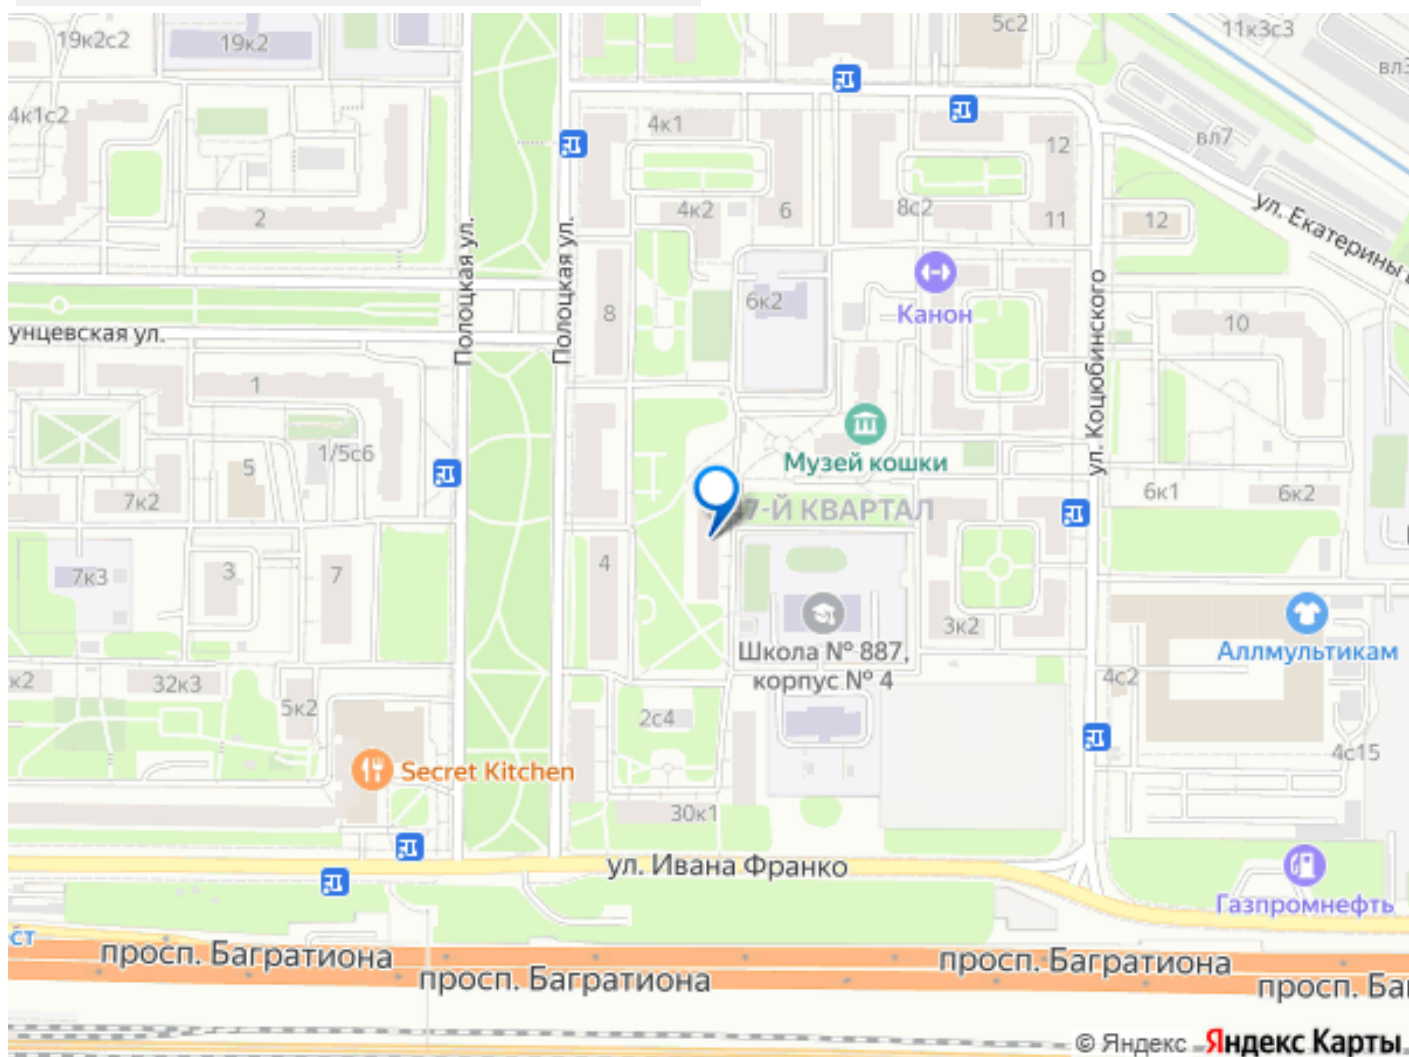 19к2с2
19к2
5с2
11к3с3
4к1с2
4к1
12
вл7
2
4к2
6
8с2
11
12
ул. Екатерины
Полоцкая ул.
Полоцкая ул.
8
6к2
Канон
ул. Коцюбинского
10
унцевская ул.
1
Музей кошки
1/5с6
5
7к2
6к1
6к2
7-Й КВАРТАЛ
7к3
3
7
4
3к2
Школа № 887,
корпус № 4
Аллмультикам
к2
32к3
5к2
2с4
4с2
4с15
Secret Kitchen
30к1
ул. Ивана Франко
Газпромнефть
ст
просп. Багратиона
просп. Багратиона
просп. Багратиона
просп. Баг
© Яндекс Яндекс Карты